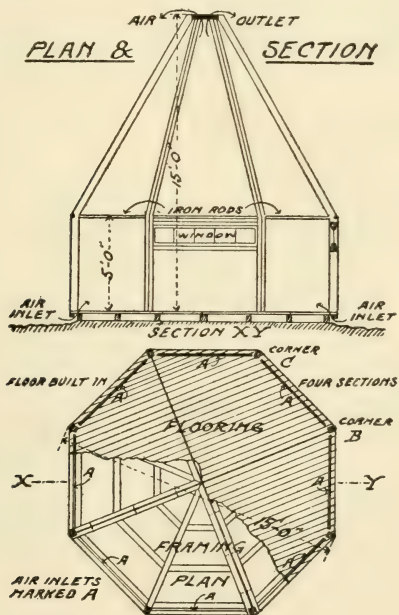 AIR OUTLET
PLAN & SECTION
15'.0"
IRON RODS
WINDOW
5'.0"
AIR INLET
AIR INLET
SECTION XY
CORNER C
FLOOR BUILT IN FOUR SECTIONS
A
A
A
FLOORING
CORNER B
X A A Y
15'.0"
A
A
FRAMING
PLAN
A
AIR INLETS MARKED A